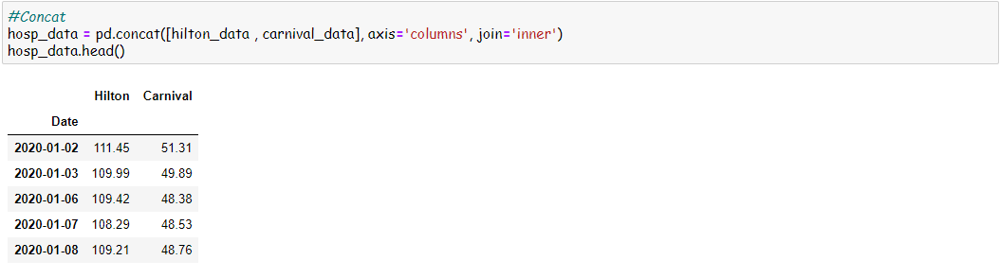 #Concat
hosp_data = pd.concat([hilton_data , carnival_data], axis='columns', join='inner')
hosp_data.head()
Hilton Carnival
Date
2020-01-02 111.45 51.31
2020-01-03 109.99 49.89
2020-01-06 109.42 48.38
2020-01-07 108.29 48.53
2020-01-08 109.21 48.76